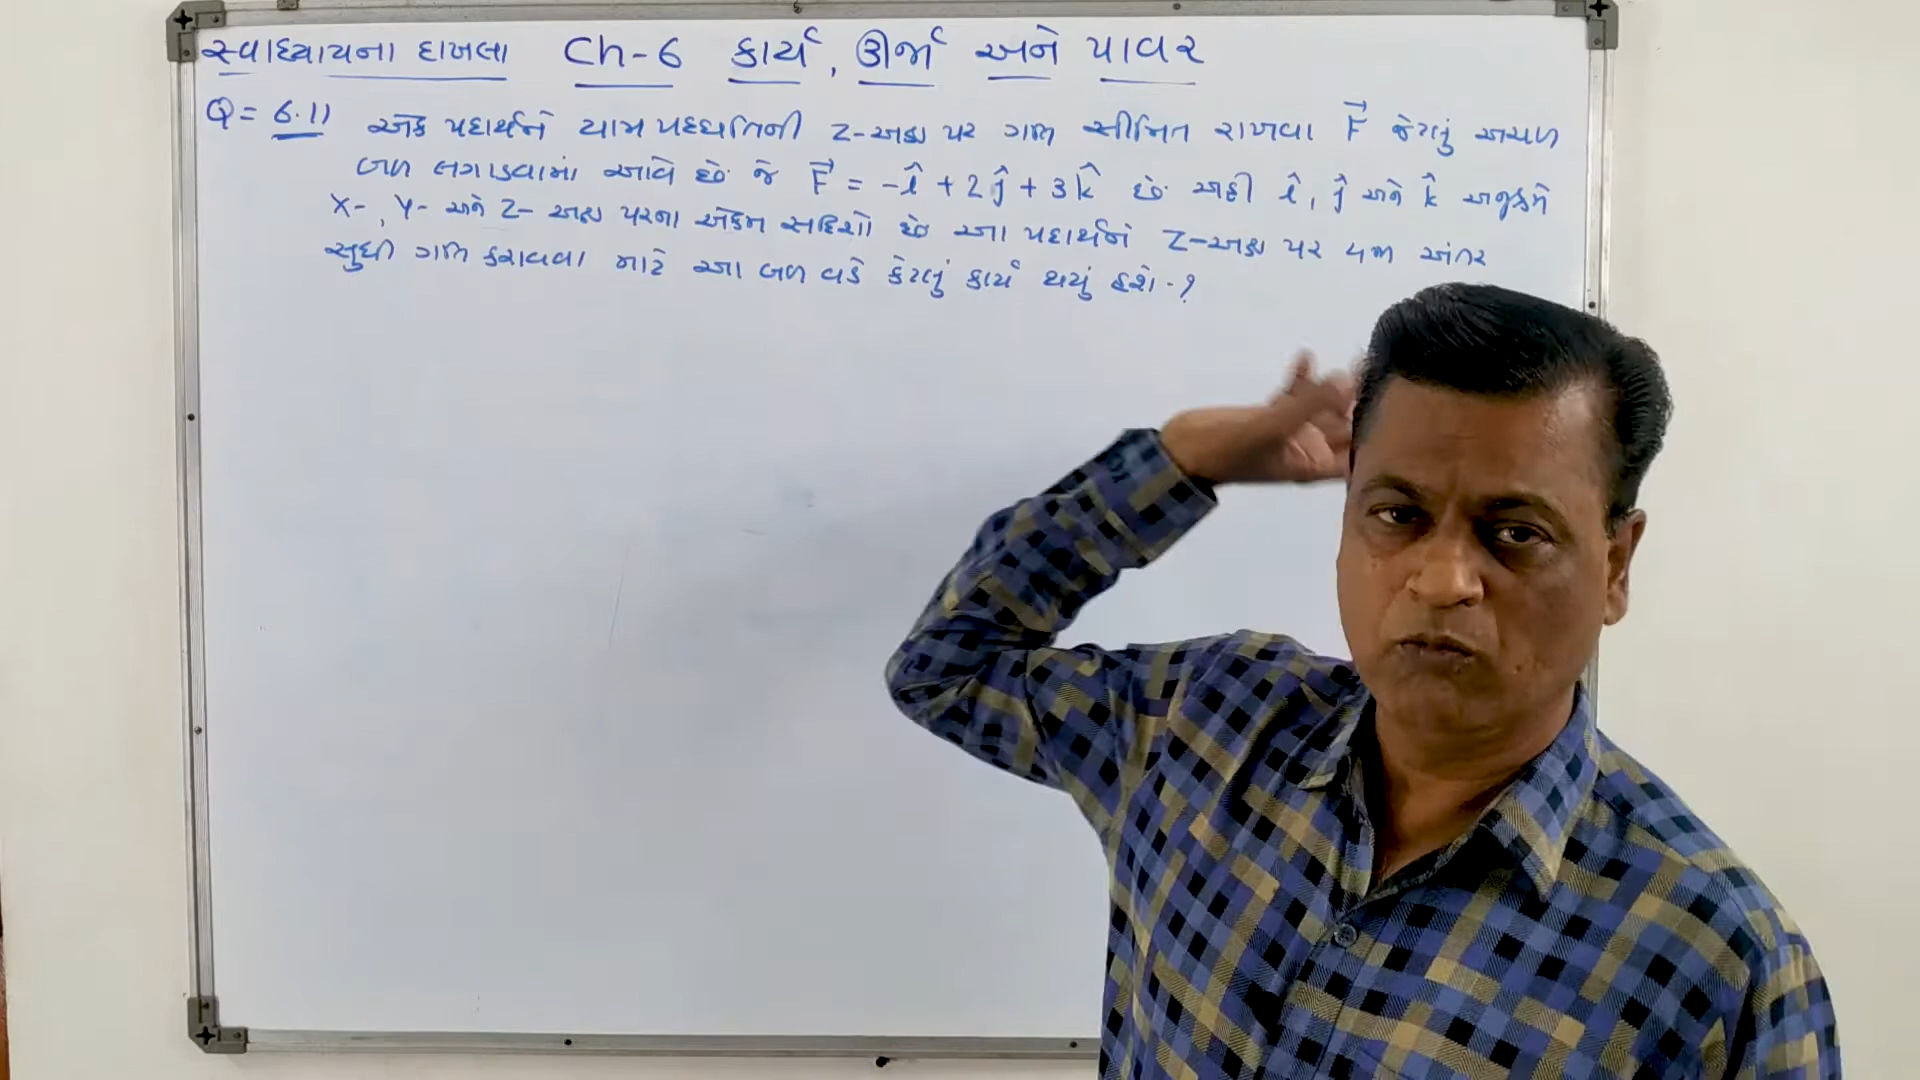 સ્વાધ્યાયના દાખલા Ch-6 કાર્ય, ઊર્જા અને પાવર
Q= 6.11 એક પદાર્થને યામ પદ્ધતિની Z-અક્ષ પર ગતિ સીમિત રાખવા F⃗ જેટલું અચળ
બળ લગાડવામાં આવે છે જે F⃗ = -î + 2ĵ + 3k̂ છે અહી î, ĵ અને k̂ અનુક્રમે
X-, Y- અને Z- અક્ષ પરના એકમ સદિશો છે આ પદાર્થને Z-અક્ષ પર 4m અંતર
સુધી ગતિ કરાવવા માટે આ બળ વડે કેટલું કાર્ય થયું હશે.?